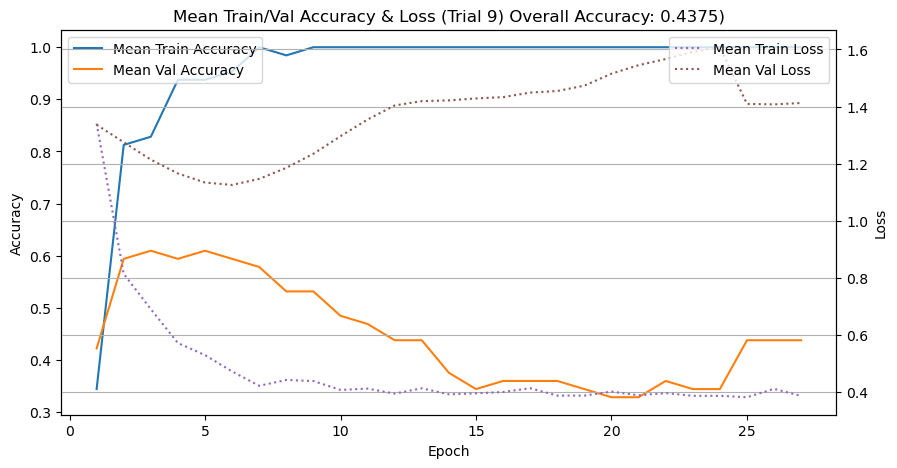 Mean Train/Val Accuracy & Loss (Trial 9) Overall Accuracy: 0.4375)
Mean Train Accuracy
Mean Val Accuracy
Mean Train Loss
Mean Val Loss
1.0
0.9
0.8
0.7
0.6
0.5
0.4
0.3
Accuracy
1.6
1.4
1.2
1.0
0.8
0.6
0.4
Loss
0 5 10 15 20 25
Epoch